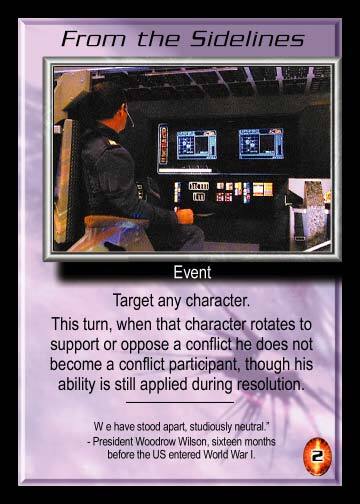 From the Sidelines
Event
Target any character.
This turn, when that character rotates to
support or oppose a conflict he does not
become a conflict participant, though his
ability is still applied during resolution.
W e have stood apart, studiously neutral.”
- President Woodrow Wilson, sixteen months
before the US entered World War I.
2